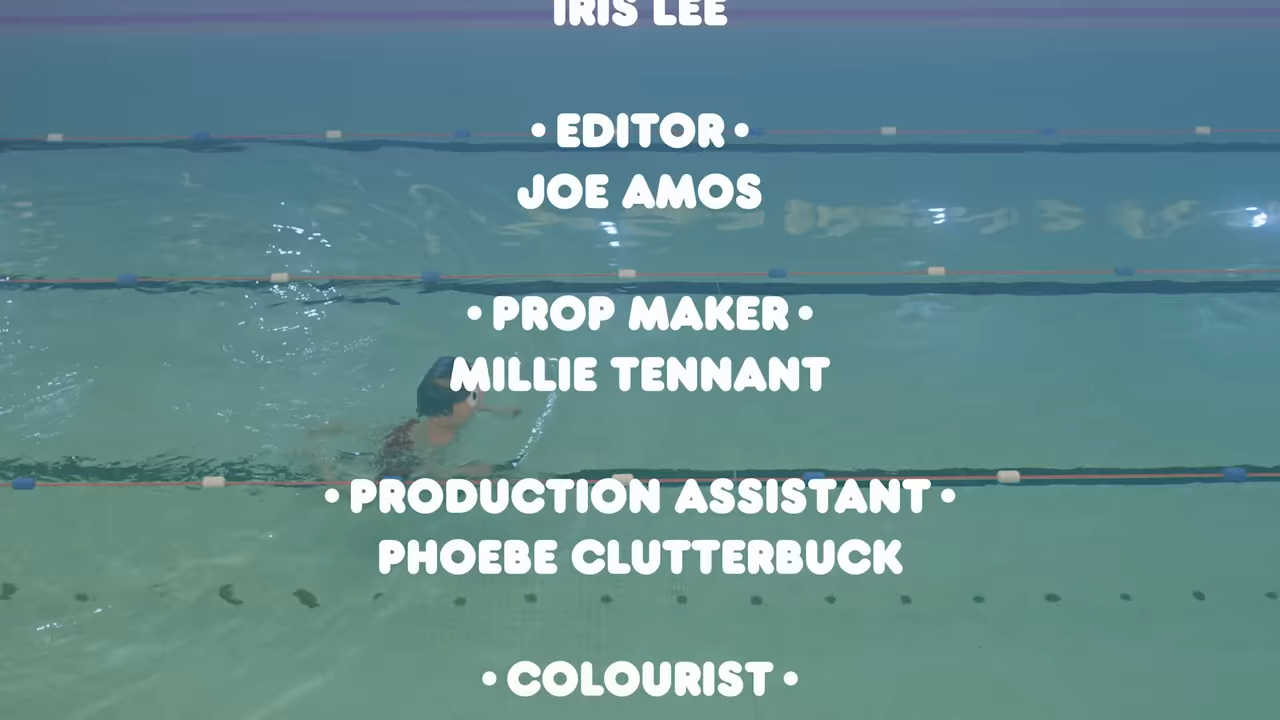 IRIS LEE
• EDITOR •
JOE AMOS
• PROP MAKER •
MILLIE TENNANT
• PRODUCTION ASSISTANT •
PHOEBE CLUTTERBUCK
• COLOURIST •